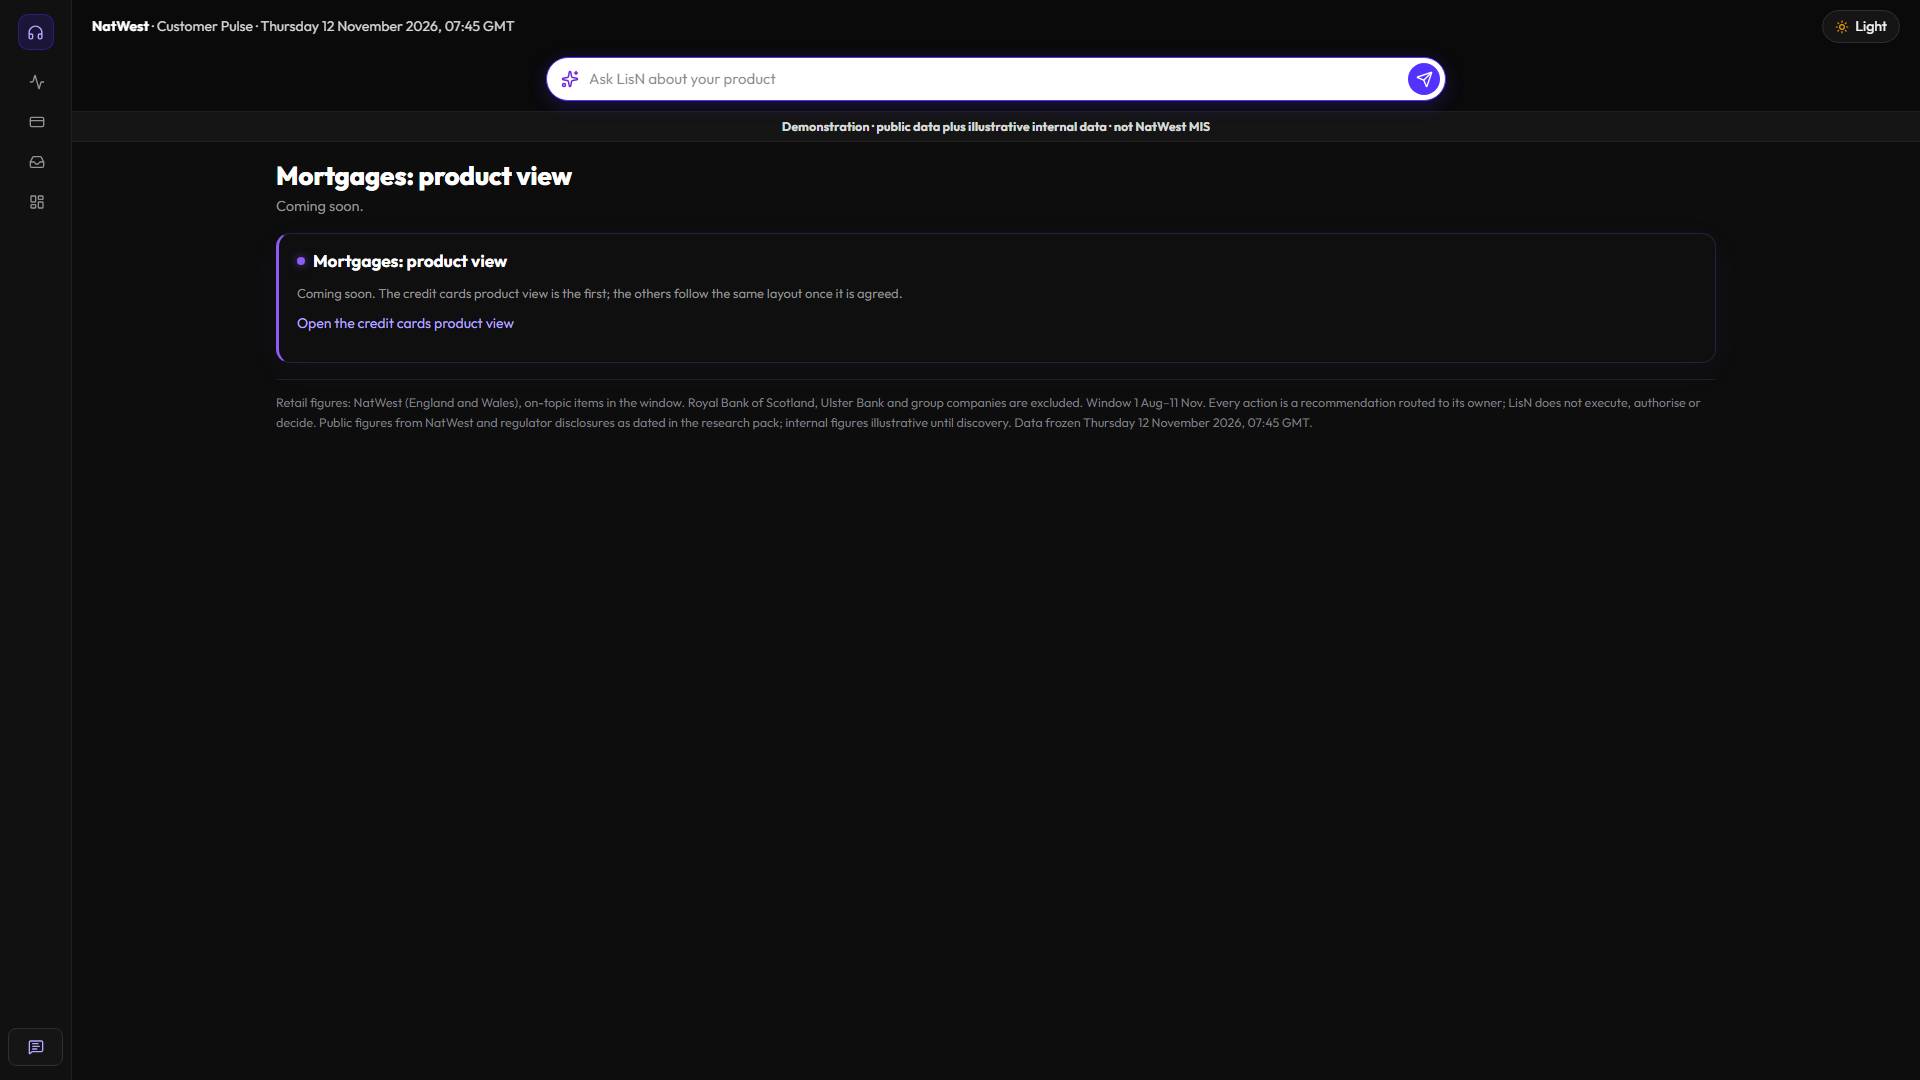 NatWest · Customer Pulse · Thursday 12 November 2026, 07:45 GMT
Light
Ask LisN about your product
Demonstration · public data plus illustrative internal data · not NatWest MIS
Mortgages: product view
Coming soon.
Mortgages: product view
Coming soon. The credit cards product view is the first; the others follow the same layout once it is agreed.
Open the credit cards product view
Retail figures: NatWest (England and Wales), on-topic items in the window. Royal Bank of Scotland, Ulster Bank and group companies are excluded. Window 1 Aug–11 Nov. Every action is a recommendation routed to its owner; LisN does not execute, authorise or
decide. Public figures from NatWest and regulator disclosures as dated in the research pack; internal figures illustrative until discovery. Data frozen Thursday 12 November 2026, 07:45 GMT.